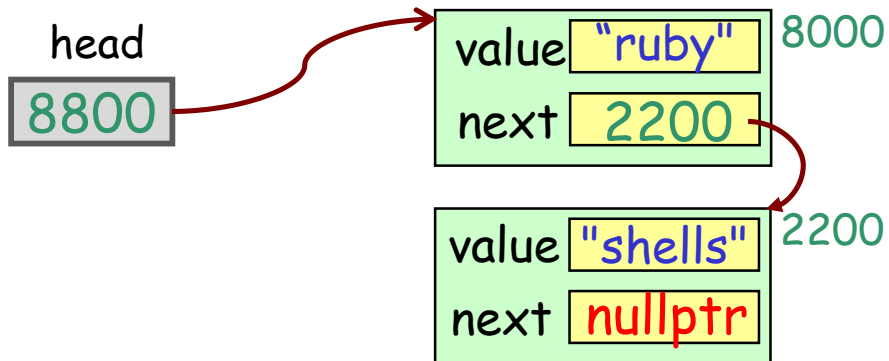 head
8800
value "ruby" 8000
next 2200
value "shells" 2200
next nullptr